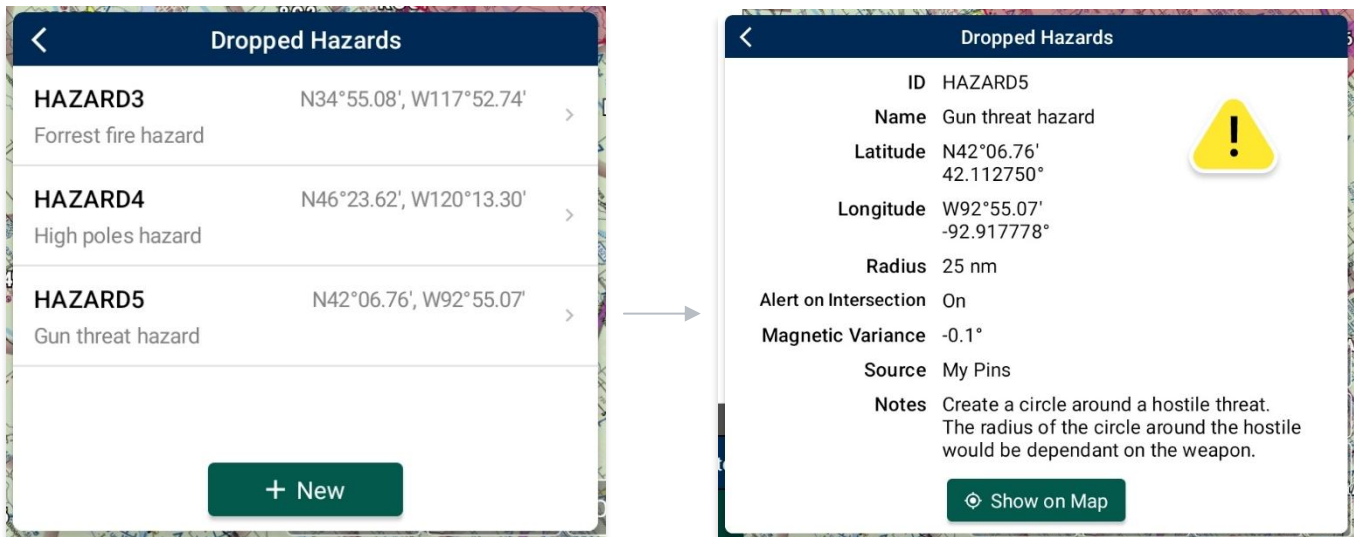 Dropped Hazards
HAZARD3 N34°55.08', W117°52.74'
Forrest fire hazard
HAZARD4 N46°23.62', W120°13.30'
High poles hazard
HAZARD5 N42°06.76', W92°55.07'
Gun threat hazard
+ New
Dropped Hazards
ID HAZARD5
Name Gun threat hazard
Latitude N42°06.76'
42.112750°
Longitude W92°55.07'
-92.917778°
Radius 25 nm
Alert on Intersection On
Magnetic Variance -0.1°
Source My Pins
Notes Create a circle around a hostile threat.
The radius of the circle around the hostile
would be dependant on the weapon.
Show on Map